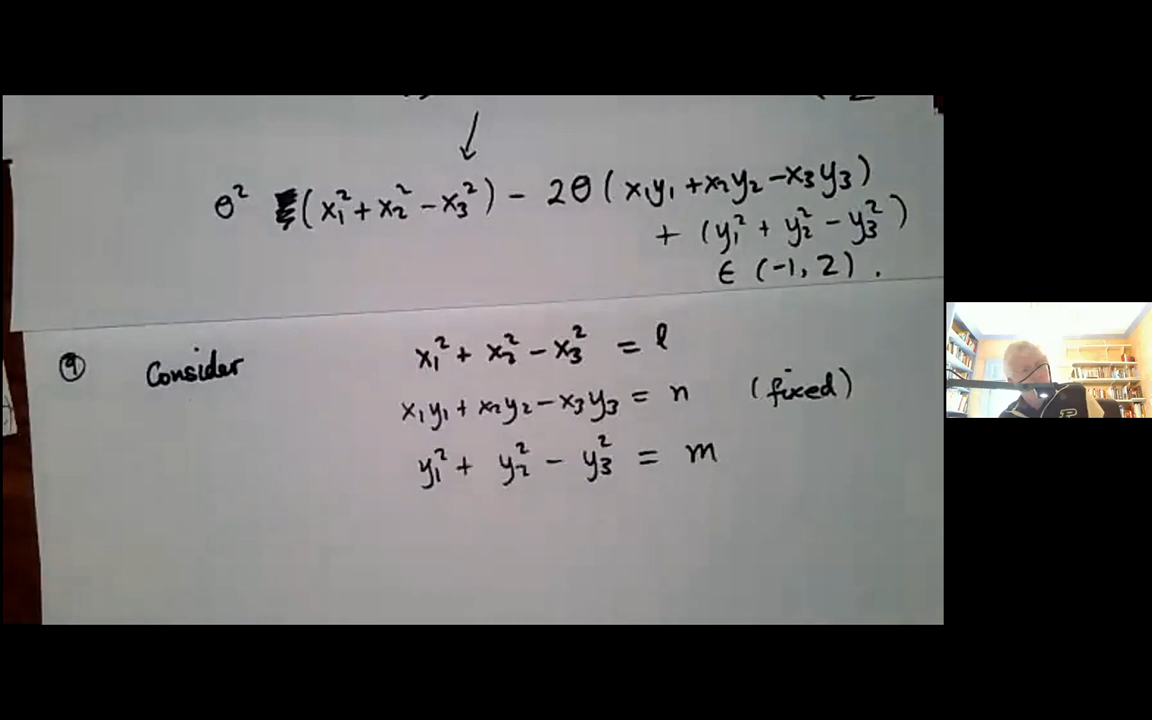 θ² (x₁² + x₂² − x₃²) − 2θ (x₁y₁ + x₂y₂ − x₃y₃)
+ (y₁² + y₂² − y₃²)
∈ (−1, 2).
⑨ Consider x₁² + x₂² − x₃² = l
x₁y₁ + x₂y₂ − x₃y₃ = n (fixed)
y₁² + y₂² − y₃² = m